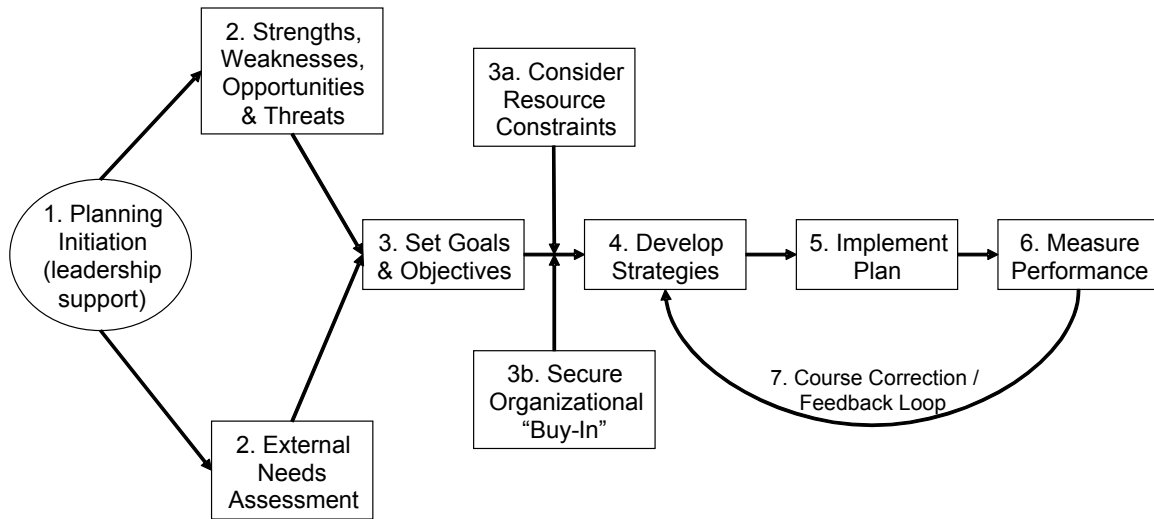 1. Planning
Initiation
(leadership
support)
2. Strengths,
Weaknesses,
Opportunities
& Threats
2. External
Needs
Assessment
3. Set Goals
& Objectives
3a. Consider
Resource
Constraints
3b. Secure
Organizational
“Buy-In”
4. Develop
Strategies
5. Implement
Plan
6. Measure
Performance
7. Course Correction /
Feedback Loop